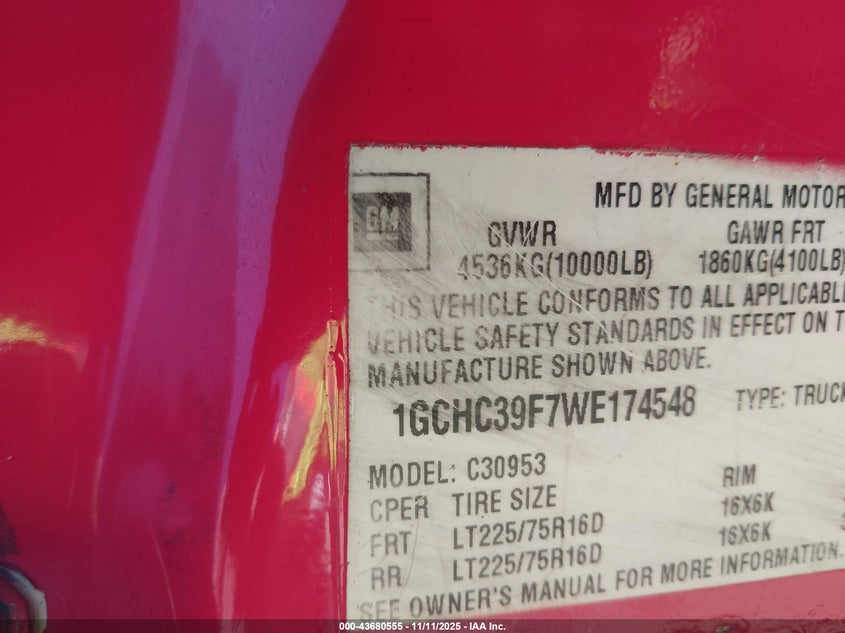 MFD BY GENERAL MOTOR
GM
GVWR GAWR FRT
4536KG(10000LB) 1860KG(4100LB)
THIS VEHICLE CONFORMS TO ALL APPLICABL
VEHICLE SAFETY STANDARDS IN EFFECT ON T
MANUFACTURE SHOWN ABOVE.
1GCHC39F7WE174548 TYPE: TRUCK
MODEL: C30953
CPER TIRE SIZE RIM
FRT LT225/75R16D 16X6K
RR LT225/75R16D 16X6K
SEE OWNER'S MANUAL FOR MORE INFORMATION.
000-43680555 - 11/11/2025 - IAA Inc.